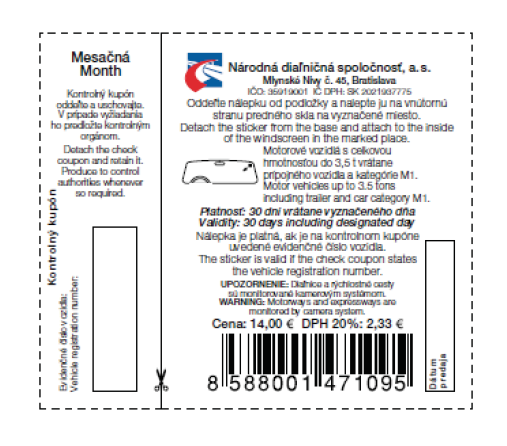 Mesačná
Month
Kontrolný kupón
oddeľte a uschovajte.
V prípade vyžiadania
ho predložte kontrolným
orgánom.
Detach the check
coupon and retain it.
Produce to control
authorities whenever
so required.
Kontrolný kupón
Evidenčné číslo vozidla:
Vehicle registration number:
Národná diaľničná spoločnosť, a.s.
Mlynské Nivy č. 45, Bratislava
IČO: 35919001 IČ DPH: SK 2021937775
Oddeľte nálepku od podložky a nalepte ju na vnútornú
stranu predného skla na vyznačené miesto.
Detach the sticker from the base and attach to the inside
of the windscreen in the marked place.
Motorové vozidlá s celkovou
hmotnosťou do 3,5 t vrátane
prípojného vozidla a kategórie M1.
Motor vehicles up to 3.5 tons
including trailer and car category M1.
Platnosť: 30 dní vrátane vyznačeného dňa
Validity: 30 days including designated day
Nálepka je platná, ak je na kontrolnom kupóne
uvedené evidenčné číslo vozidla.
The sticker is valid if the check coupon states
the vehicle registration number.
UPOZORNENIE: Diaľnice a rýchlostné cesty
sú monitorované kamerovým systémom.
WARNING: Motorways and expressways are
monitored by camera system.
Cena: 14,00 € DPH 20%: 2,33 €
8 588001 471095
Dátum
predaja